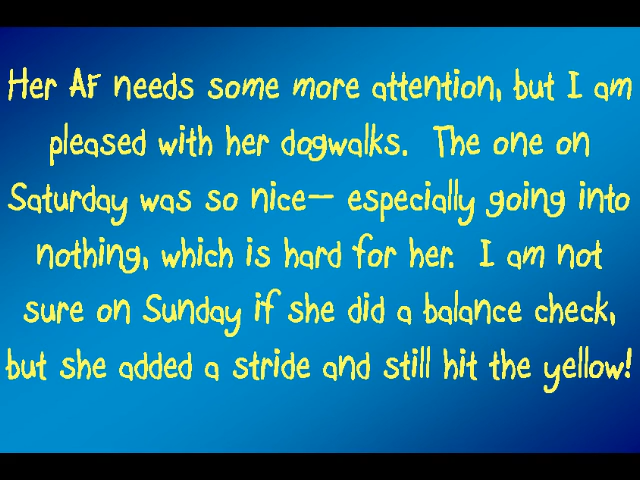 Her AF needs some more attention, but I am
pleased with her dogwalks. The one on
Saturday was so nice— especially going into
nothing, which is hard for her. I am not
sure on Sunday if she did a balance check,
but she added a stride and still hit the yellow!